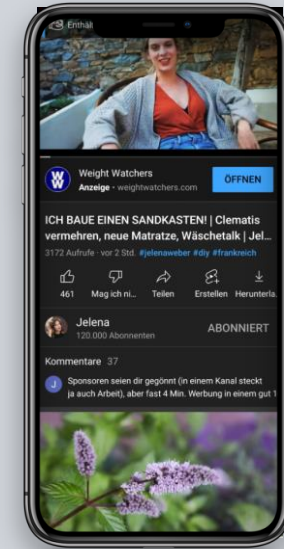 Enthäl
Weight Watchers
Anzeige • weightwatchers.com
ÖFFNEN
ICH BAUE EINEN SANDKASTEN! | Clematis
vermehren, neue Matratze, Wäschetalk | Jel...
3172 Aufrufe · vor 2 Std. #jelenaweber #diy #frankreich
461
Mag ich ni...
Teilen
Erstellen
Herunterla...
Jelena
120.000 Abonnenten
ABONNIERT
Kommentare 37
J
Sponsoren seien dir gegönnt (in einem Kanal steckt
ja auch Arbeit), aber fast 4 Min. Werbung in einem gut 1